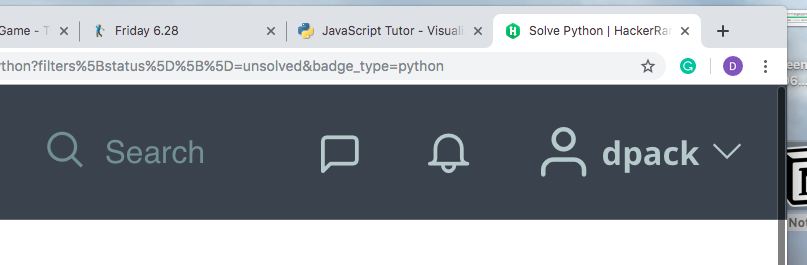 Game - T
Friday 6.28
JavaScript Tutor - Visuali
Solve Python | HackerRan
ython?filters%5Bstatus%5D%5B%5D=unsolved&badge_type=python
D
Search
dpack
een
6...
Not